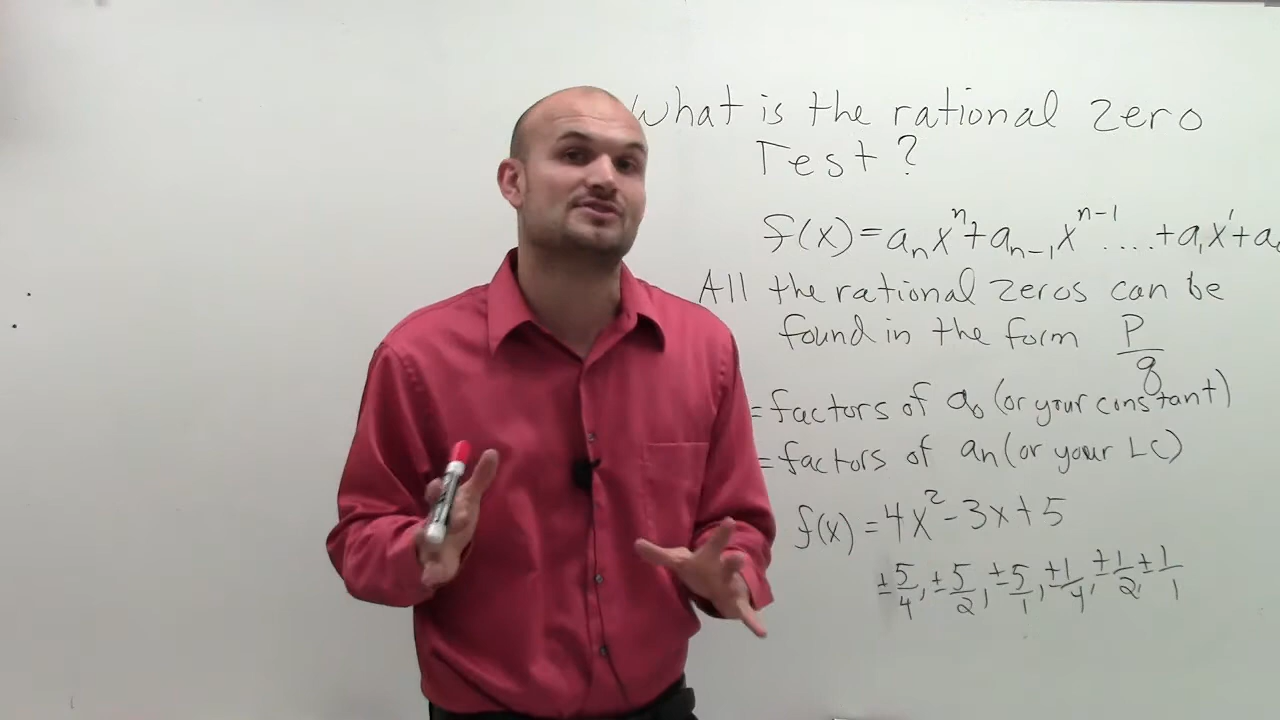 What is the rational zero
Test?
f(x)=aₙxⁿ+aₙ₋₁xⁿ⁻¹....+a₁x¹+a₀
All the rational zeros can be
found in the form P/q
=factors of a₀ (or your constant)
=factors of an (or your LC)
f(x)=4x²-3x+5
±5/4, ±5/2, ±5/1, ±1/4, ±1/2, ±1/1